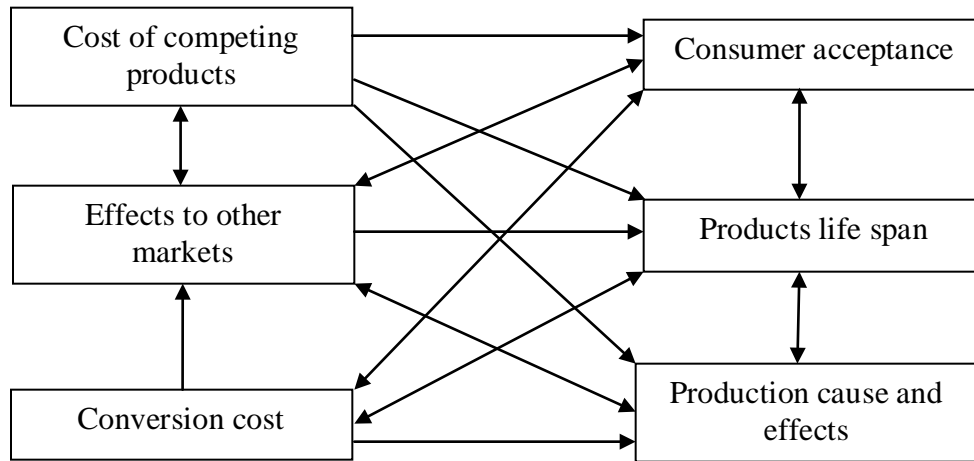 Cost of competing
products
Consumer acceptance
Effects to other
markets
Products life span
Conversion cost
Production cause and
effects